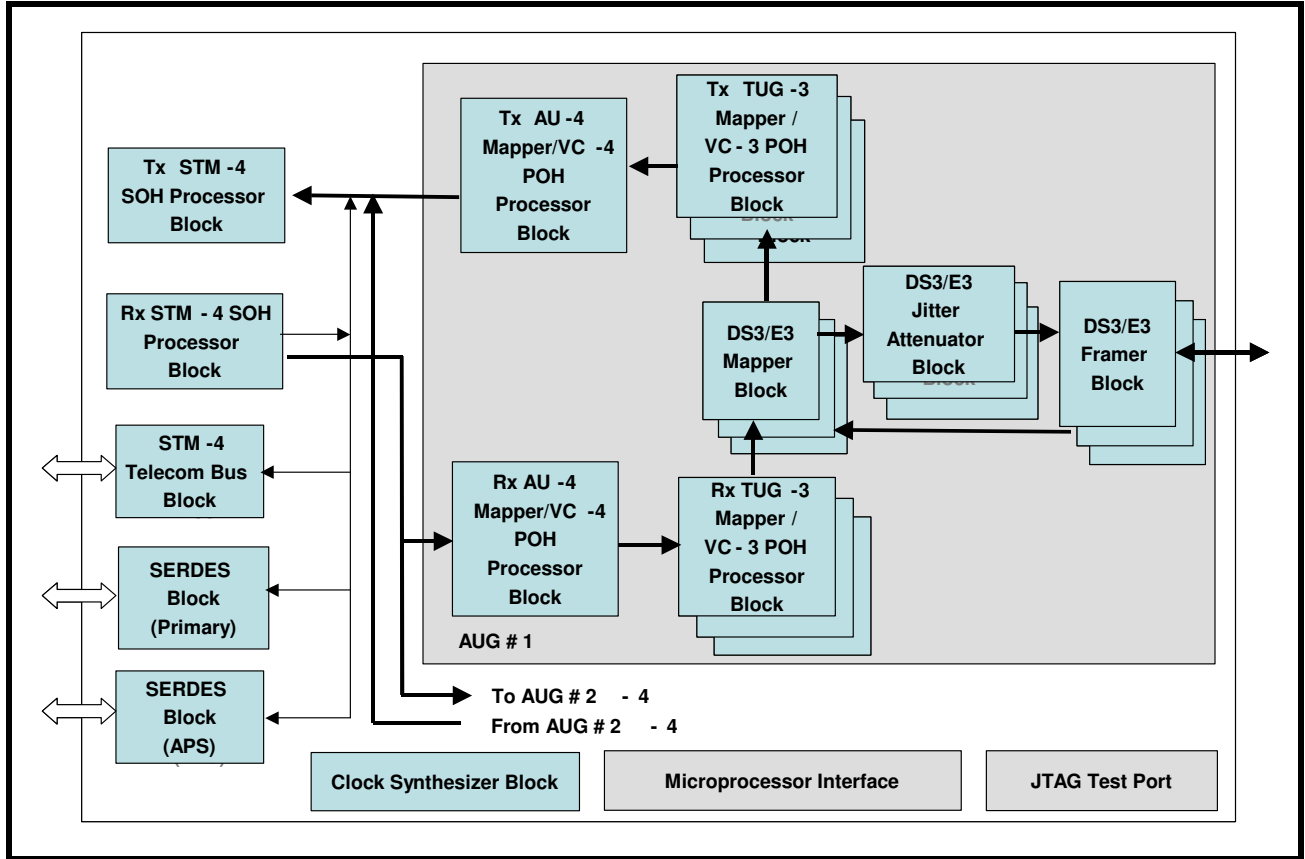 Tx STM -4
SOH Processor
Block
Rx STM - 4 SOH
Processor
Block
STM -4
Telecom Bus
Block
SERDES
Block
(Primary)
SERDES
Block
(APS)
Tx AU -4
Mapper/VC -4
POH
Processor
Block
Tx TUG -3
Mapper /
VC - 3 POH
Processor
Block
Block
Block
DS3/E3
Mapper
Block
DS3/E3
Jitter
Attenuator
Block
Block
DS3/E3
Framer
Block
Rx AU -4
Mapper/VC -4
POH
Processor
Block
Rx TUG -3
Mapper /
VC - 3 POH
Processor
Block
AUG # 1
To AUG # 2 - 4
From AUG # 2 - 4
Clock Synthesizer Block
Microprocessor Interface
JTAG Test Port